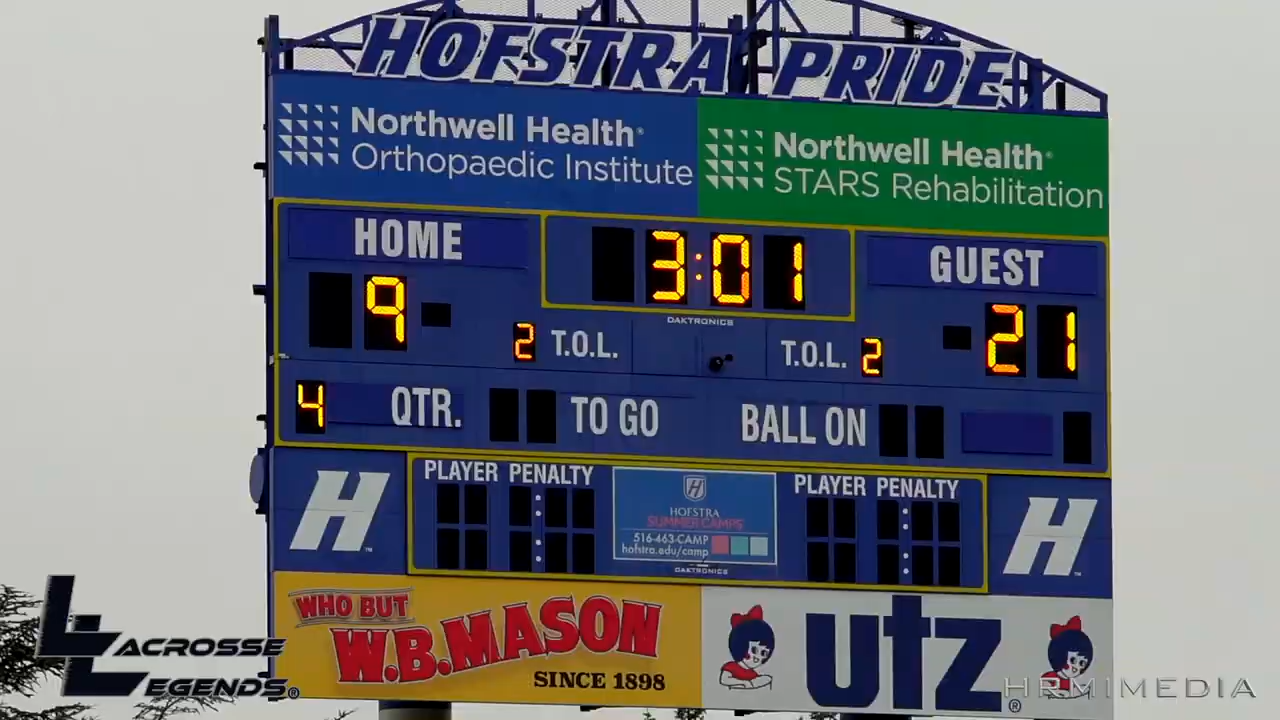 HOFSTRA PRIDE
Northwell Health®
Orthopaedic Institute
Northwell Health®
STARS Rehabilitation
HOME
3:01
GUEST
9
DAKTRONICS
21
2 T.O.L.
T.O.L. 2
4 QTR.
TO GO
BALL ON
PLAYER PENALTY
PLAYER PENALTY
H™
H
HOFSTRA
SUMMER CAMPS
516-463-CAMP
hofstra.edu/camp
H™
DAKTRONICS
WHO BUT
W.B.MASON
SINCE 1898
utz®
LACROSSE
LEGENDS®
HRMIMEDIA